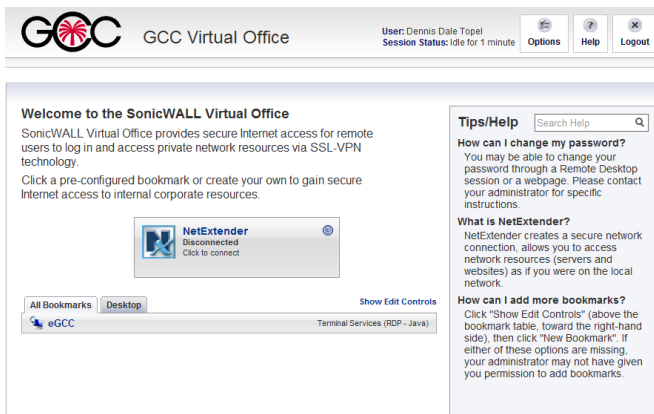 GCC
GCC Virtual Office
User: Dennis Dale Topel
Session Status: Idle for 1 minute
Options
Help
Logout
Welcome to the SonicWALL Virtual Office
SonicWALL Virtual Office provides secure Internet access for remote
users to log in and access private network resources via SSL-VPN
technology.
Click a pre-configured bookmark or create your own to gain secure
Internet access to internal corporate resources.
NetExtender
Disconnected
Click to connect
All Bookmarks
Desktop
Show Edit Controls
eGCC
Terminal Services (RDP - Java)
Tips/Help
Search Help
How can I change my password?
You may be able to change your
password through a Remote Desktop
session or a webpage. Please contact
your administrator for specific
instructions.
What is NetExtender?
NetExtender creates a secure network
connection, allows you to access
network resources (servers and
websites) as if you were on the local
network.
How can I add more bookmarks?
Click "Show Edit Controls" (above the
bookmark table, toward the right-hand
side), then click "New Bookmark". If
either of these options are missing,
your administrator may not have given
you permission to add bookmarks.